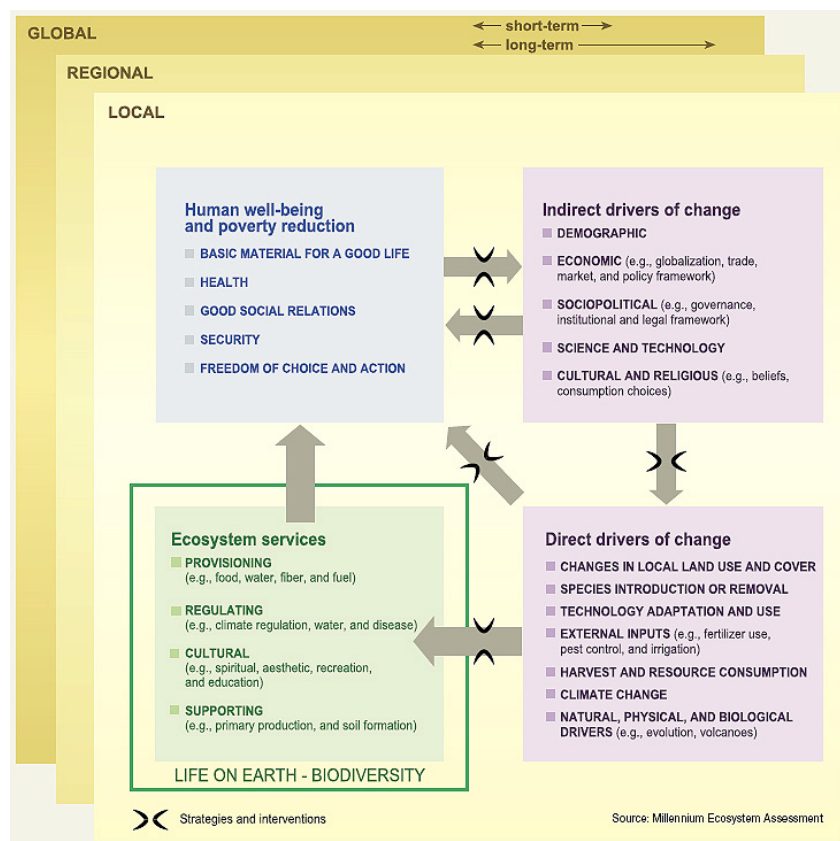 GLOBAL
short-term
long-term
REGIONAL
LOCAL
Human well-being
and poverty reduction
BASIC MATERIAL FOR A GOOD LIFE
HEALTH
GOOD SOCIAL RELATIONS
SECURITY
FREEDOM OF CHOICE AND ACTION
Indirect drivers of change
DEMOGRAPHIC
ECONOMIC (e.g., globalization, trade,
market, and policy framework)
SOCIOPOLITICAL (e.g., governance,
institutional and legal framework)
SCIENCE AND TECHNOLOGY
CULTURAL AND RELIGIOUS (e.g., beliefs,
consumption choices)
Ecosystem services
PROVISIONING
(e.g., food, water, fiber, and fuel)
REGULATING
(e.g., climate regulation, water, and disease)
CULTURAL
(e.g., spiritual, aesthetic, recreation,
and education)
SUPPORTING
(e.g., primary production, and soil formation)
LIFE ON EARTH - BIODIVERSITY
Direct drivers of change
CHANGES IN LOCAL LAND USE AND COVER
SPECIES INTRODUCTION OR REMOVAL
TECHNOLOGY ADAPTATION AND USE
EXTERNAL INPUTS (e.g., fertilizer use,
pest control, and irrigation)
HARVEST AND RESOURCE CONSUMPTION
CLIMATE CHANGE
NATURAL, PHYSICAL, AND BIOLOGICAL
DRIVERS (e.g., evolution, volcanoes)
Strategies and interventions
Source: Millennium Ecosystem Assessment